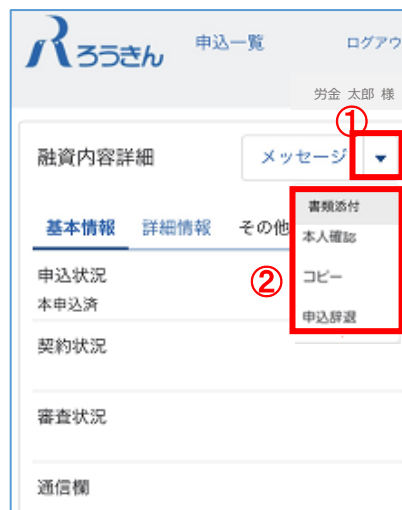 ろうきん 申込一覧 ログアウ
労金 太郎 様
①
融資内容詳細 メッセージ ▼
書類添付
基本情報 詳細情報 その他
本人確認
②
コピー
申込辞退
申込状況
本申込済
契約状況
審査状況
通信欄